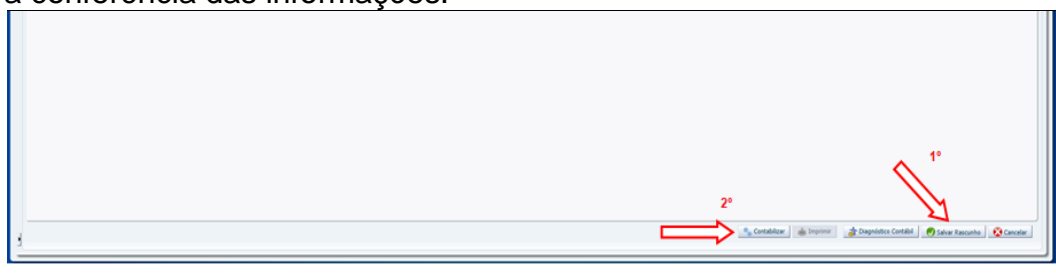 a conferência das informações.
1º
2º
Contabilizar Imprimir Diagnóstico Contábil Salvar Rascunho Cancelar